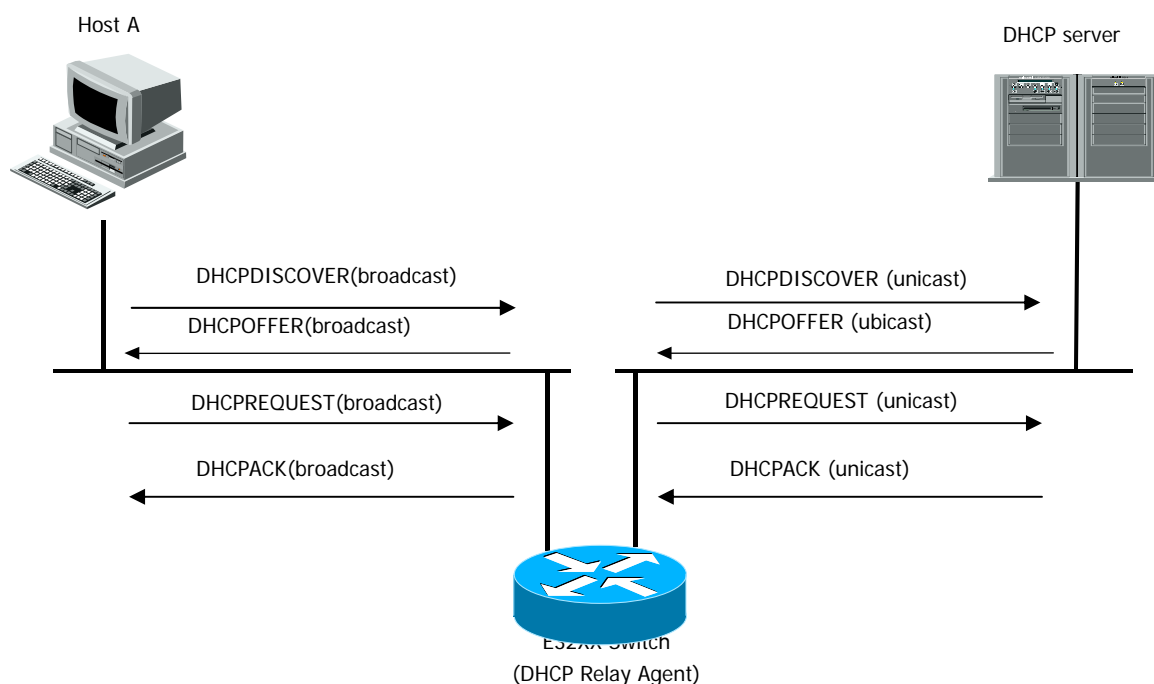 Host A
DHCP server
DHCPDISCOVER(broadcast)
DHCPDISCOVER (unicast)
DHCPOFFER(broadcast)
DHCPOFFER (ubicast)
DHCPREQUEST(broadcast)
DHCPREQUEST (unicast)
DHCPACK(broadcast)
DHCPACK (unicast)
Switch
(DHCP Relay Agent)